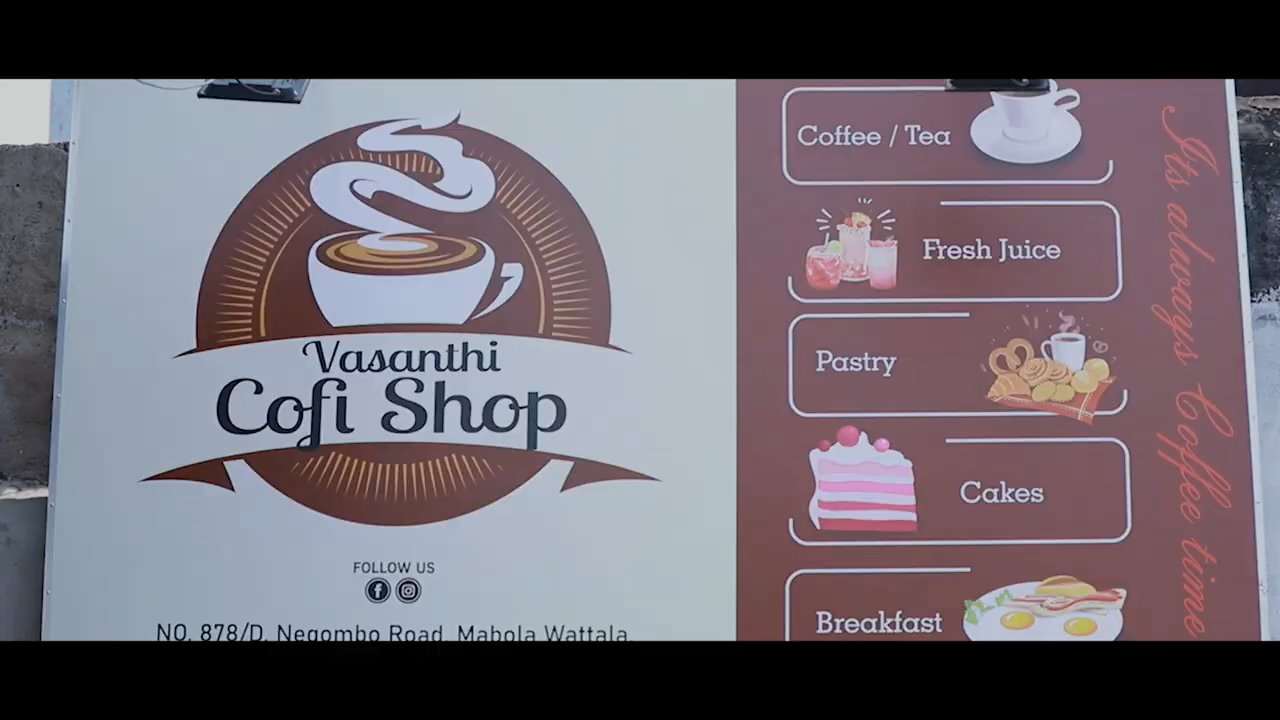 Vasanthi
Cofi Shop
FOLLOW US
NO. 878/D, Negombo Road, Mabola Wattala.
Coffee / Tea
Fresh Juice
Pastry
Cakes
Breakfast
Its always Coffee time